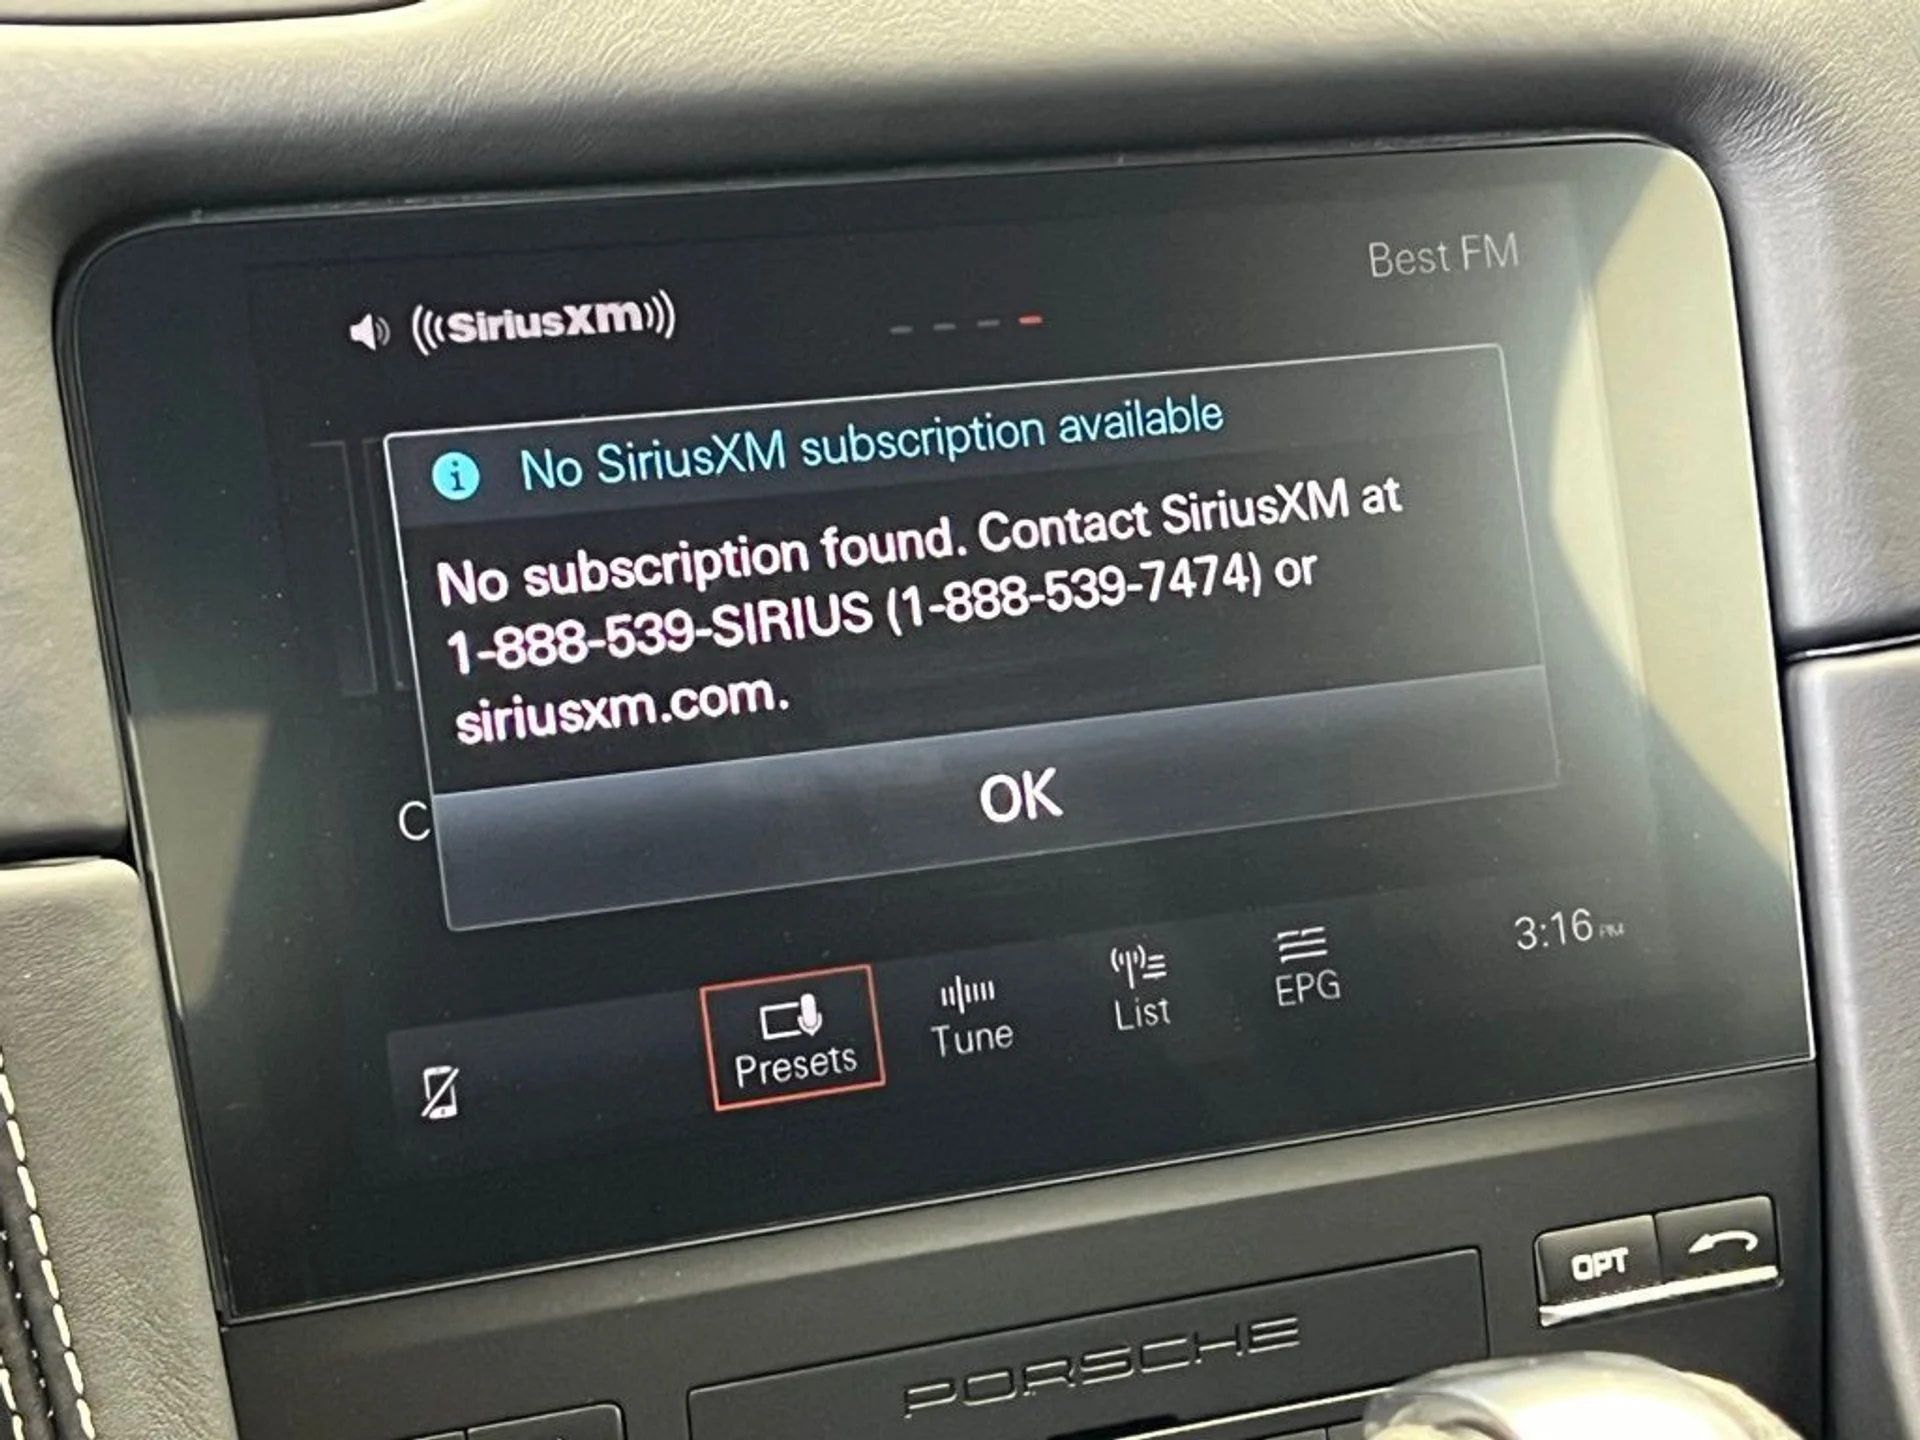 Best FM
SiriusXM
No SiriusXM subscription available
No subscription found. Contact SiriusXM at
1-888-539-SIRIUS (1-888-539-7474) or
siriusxm.com.
OK
C
3:16 PM
Presets
Tune
List
EPG
OPT
PORSCHE